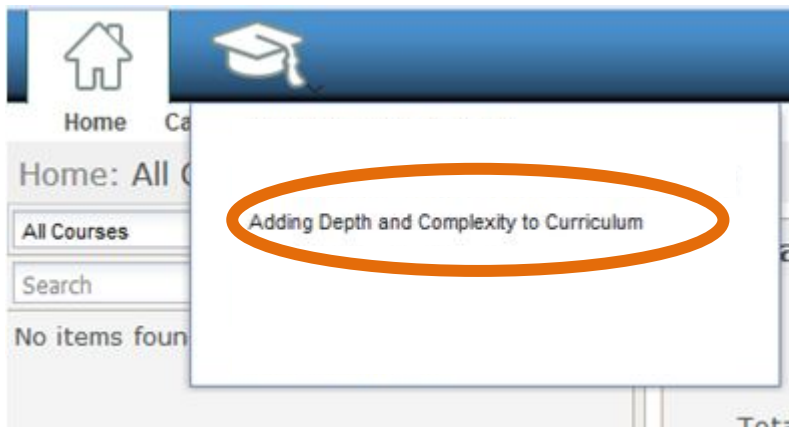 Home Ca
Home: All C
All Courses
Adding Depth and Complexity to Curriculum
Search
No items foun
Tota